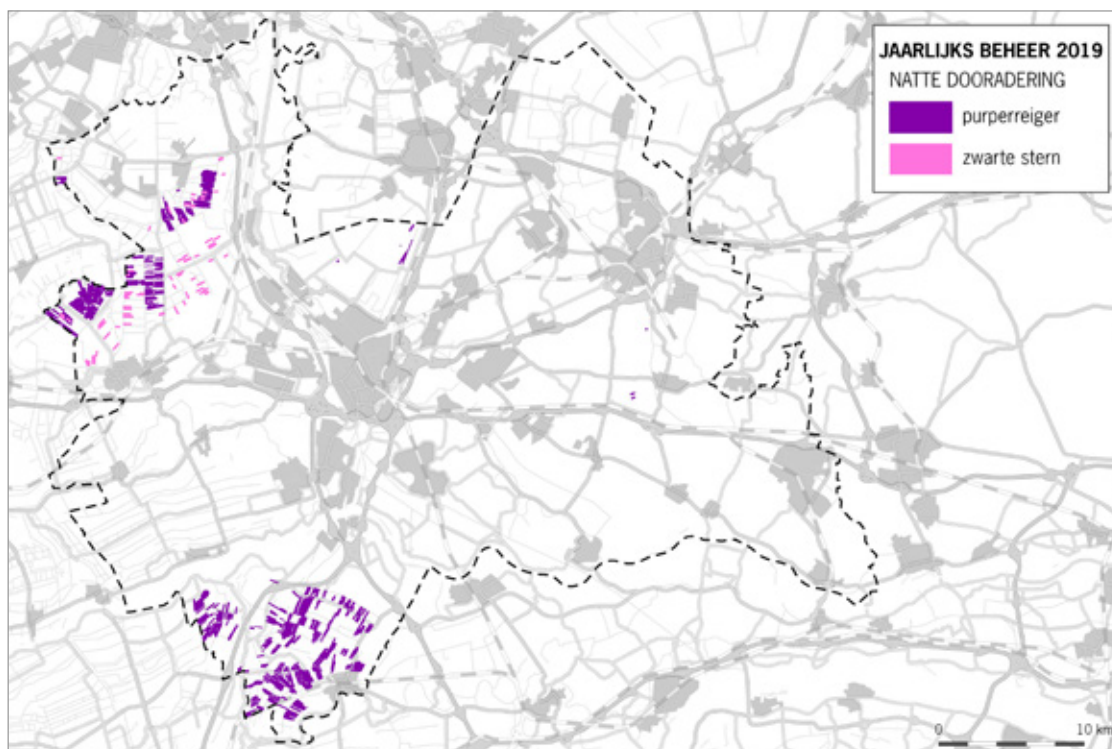 JAARLIJKS BEHEER 2019
NATTE DOORADERING
purperreiger
zwarte stern
0 10 km